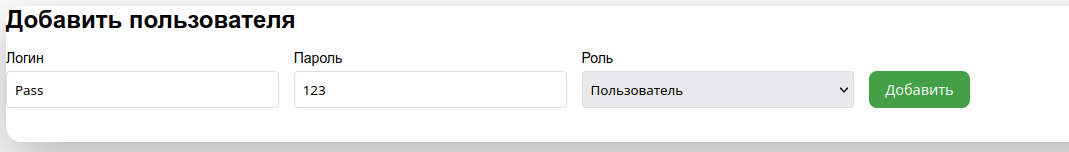 Добавить пользователя
Логин Пароль Роль
Pass 123 Пользователь Добавить